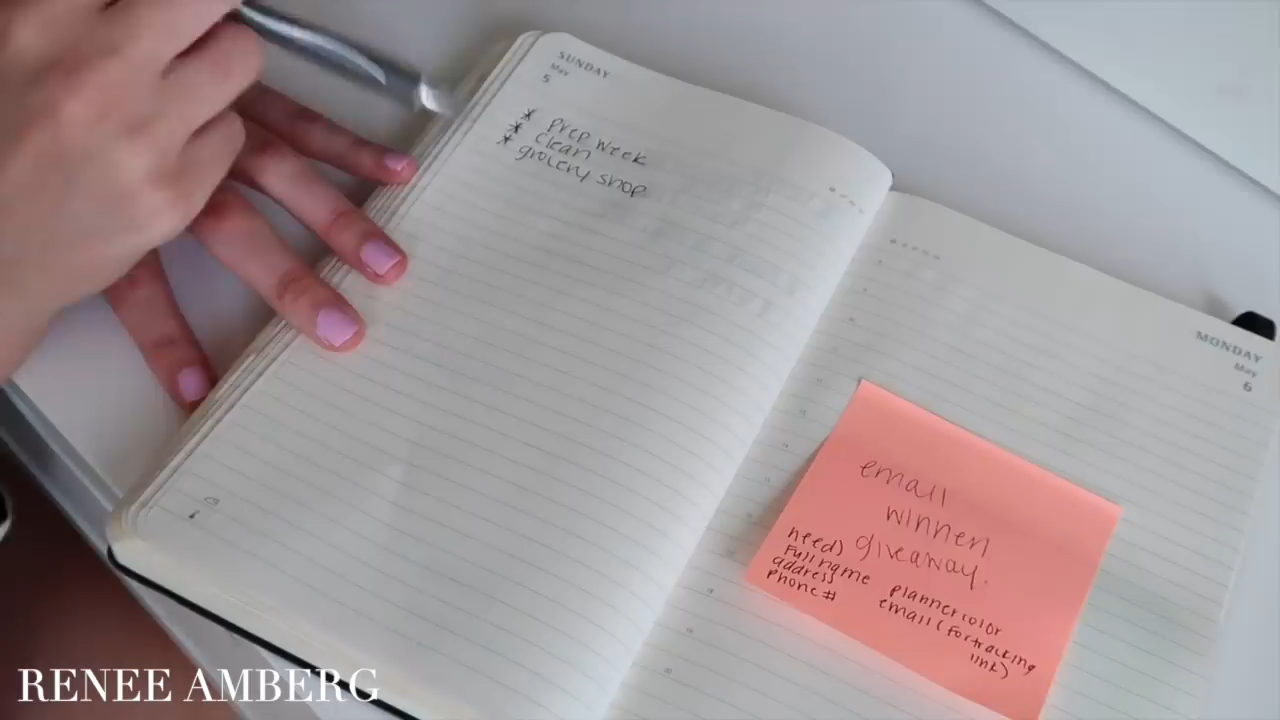 SUNDAY
May
5
* prep week
* clean
* grocery shop
MONDAY
May
6
email
winner
giveaway.
need)
Full name
address
phone #
planner color
email (for tracking
link)
RENEE AMBERG